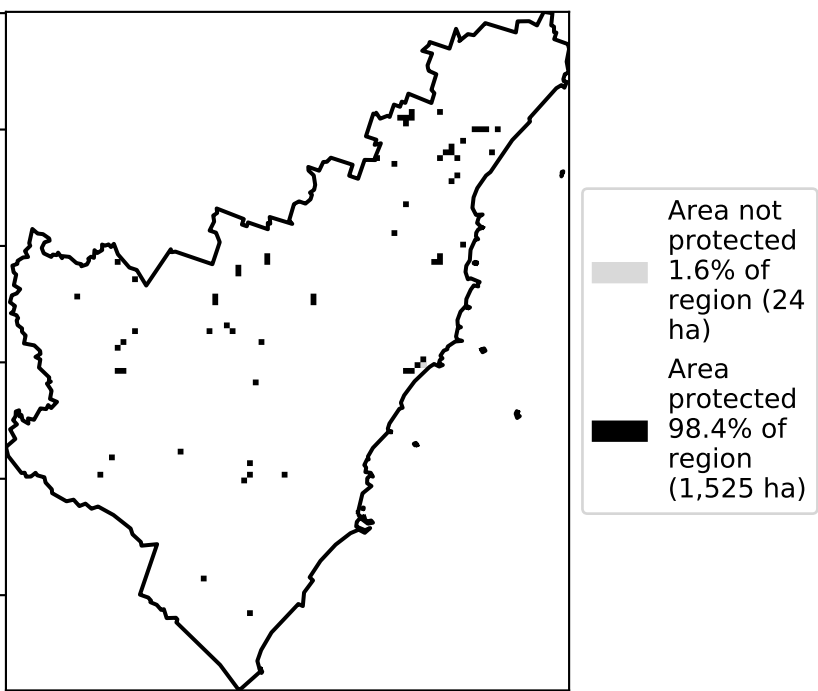 Area not
protected
1.6% of
region (24
ha)
Area
protected
98.4% of
region
(1,525 ha)